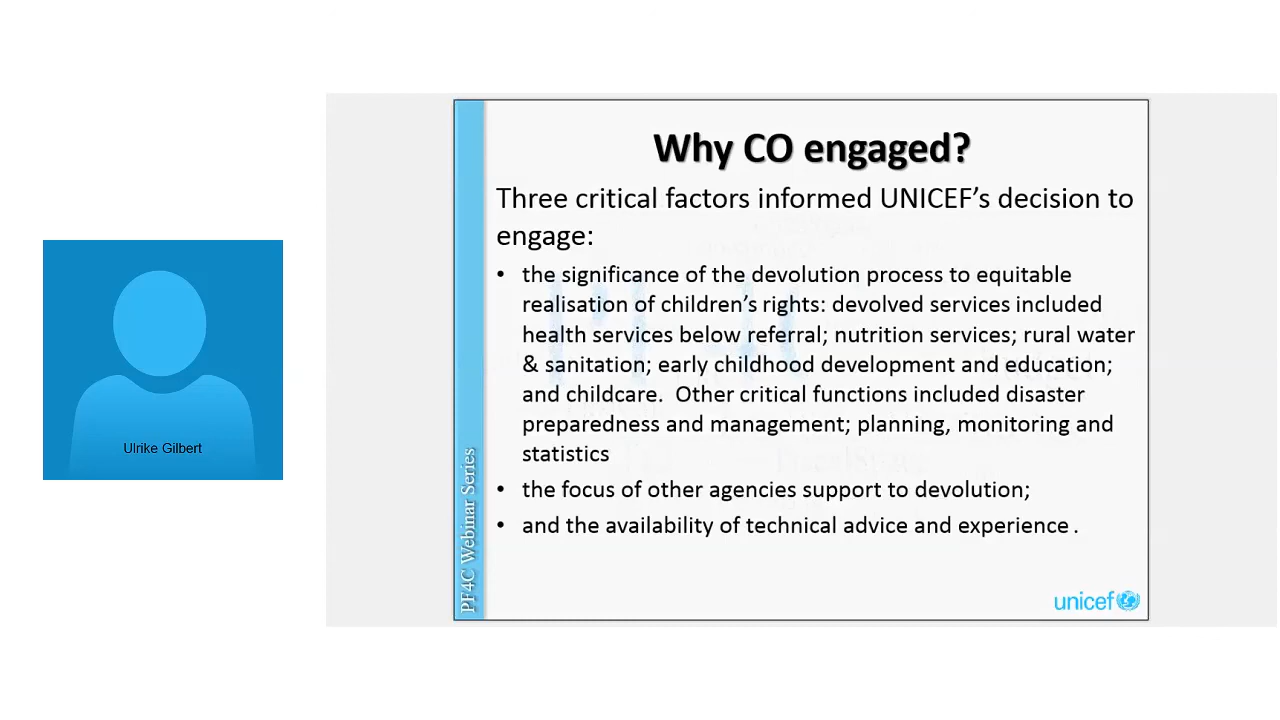 Why CO engaged?
Three critical factors informed UNICEF’s decision to
engage:
• the significance of the devolution process to equitable
realisation of children’s rights: devolved services included
health services below referral; nutrition services; rural water
& sanitation; early childhood development and education;
and childcare.  Other critical functions included disaster
preparedness and management; planning, monitoring and
statistics
• the focus of other agencies support to devolution;
• and the availability of technical advice and experience .
PF4C Webinar Series
unicef
Ulrike Gilbert